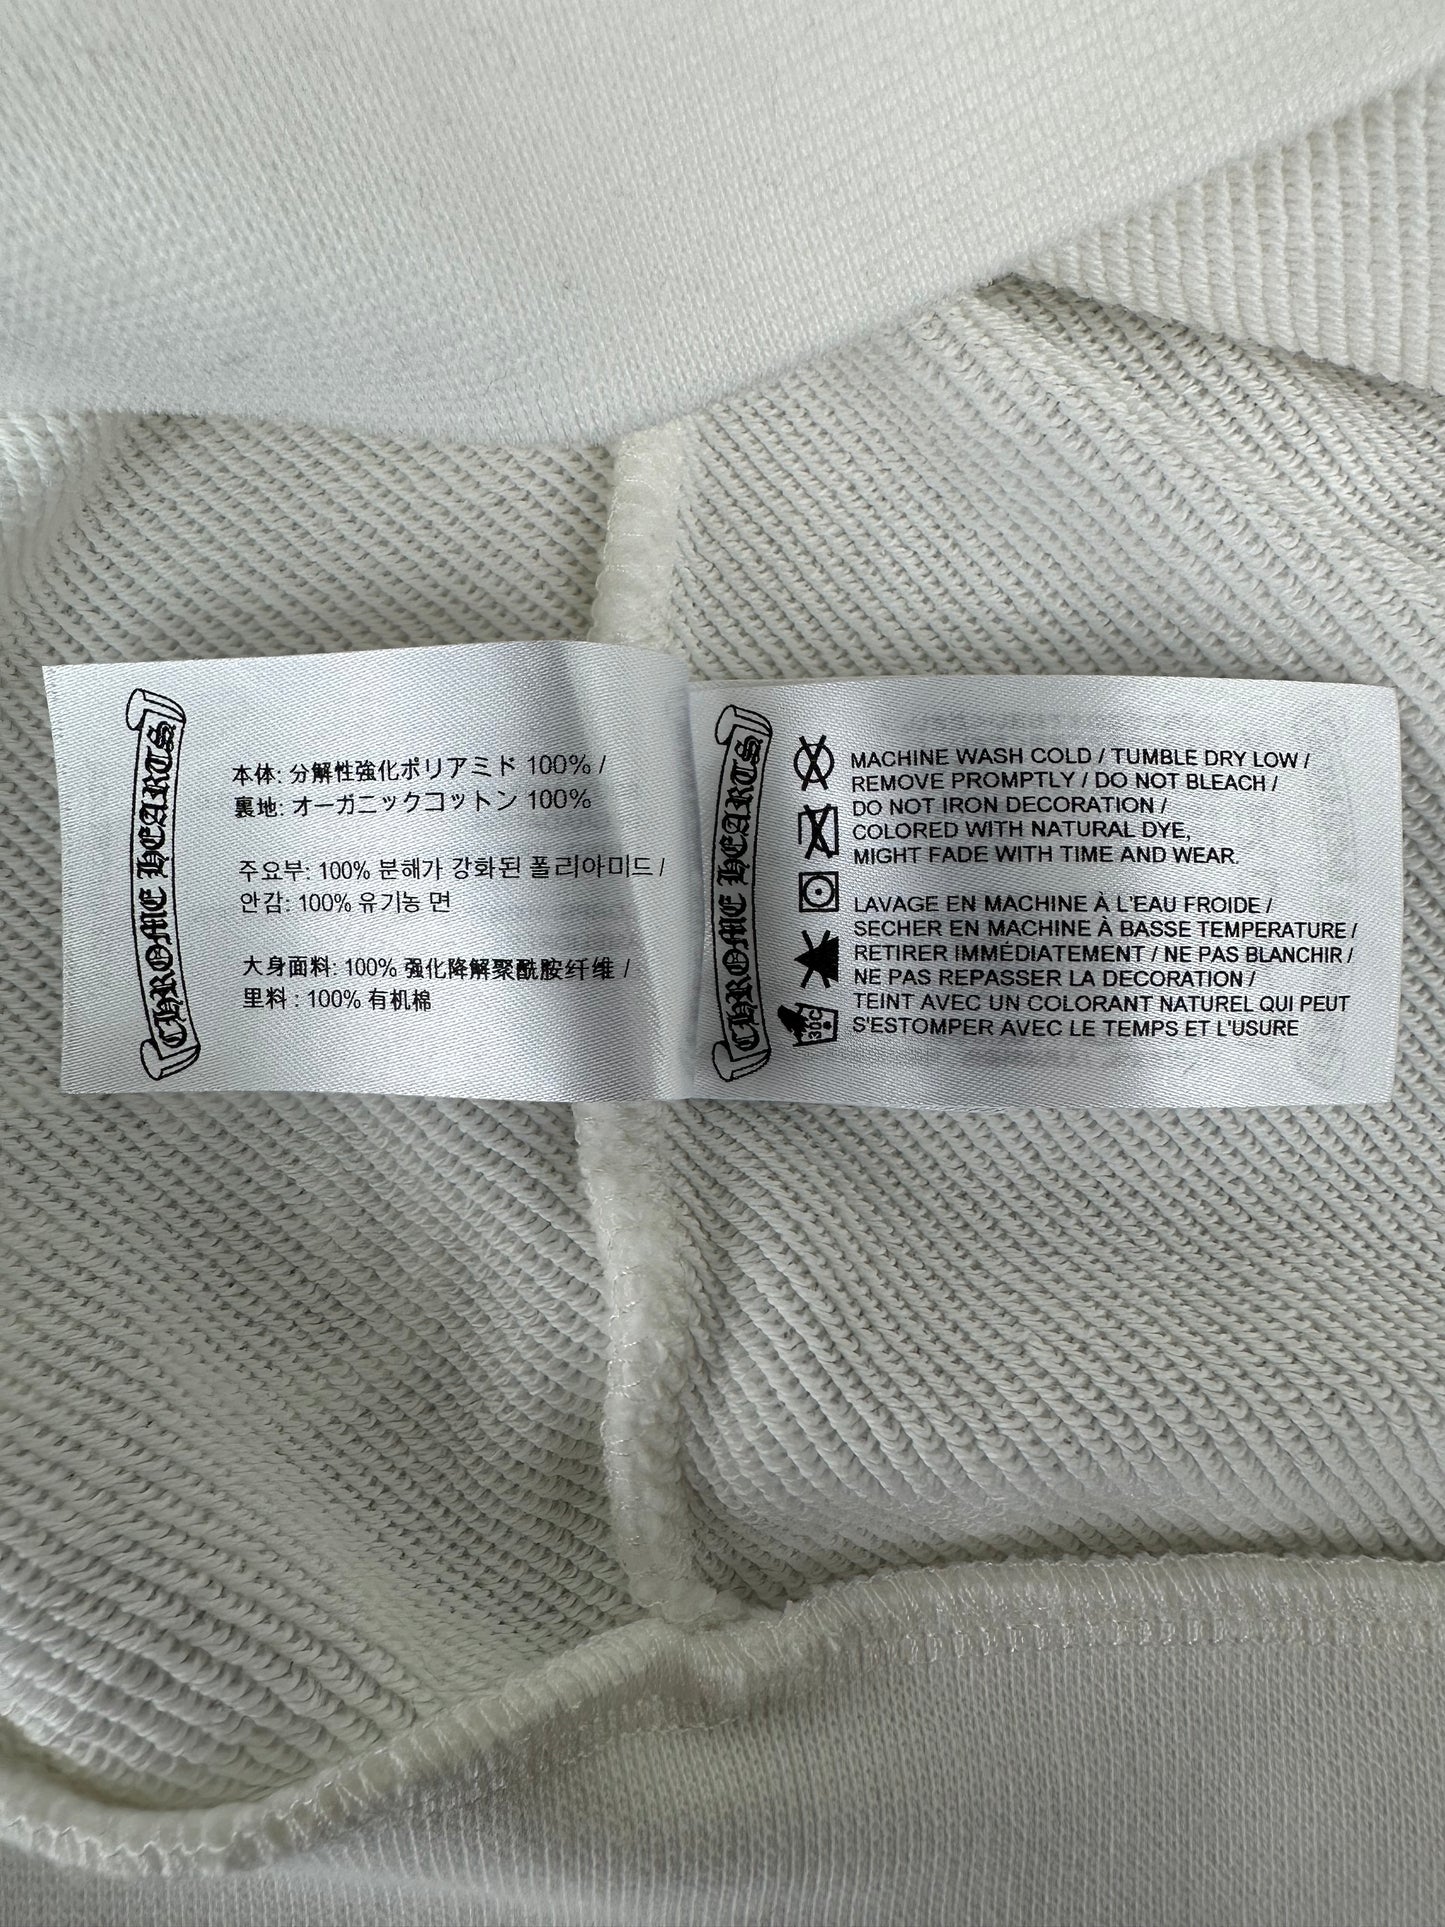 CHROME HEARTS
本体: 分解性強化ポリアミド 100% /
裏地: オーガニックコットン 100%
주요부: 100% 분해가 강화된 폴리아미드 /
안감: 100% 유기농 면
大身面料: 100% 强化降解聚酰胺纤维 /
里料 : 100% 有机棉
CHROME HEARTS
MACHINE WASH COLD / TUMBLE DRY LOW /
REMOVE PROMPTLY / DO NOT BLEACH /
DO NOT IRON DECORATION /
COLORED WITH NATURAL DYE,
MIGHT FADE WITH TIME AND WEAR.
LAVAGE EN MACHINE À L'EAU FROIDE /
SECHER EN MACHINE À BASSE TEMPERATURE /
RETIRER IMMÉDIATEMENT / NE PAS BLANCHIR /
NE PAS REPASSER LA DECORATION /
TEINT AVEC UN COLORANT NATUREL QUI PEUT
S'ESTOMPER AVEC LE TEMPS ET L'USURE
30C